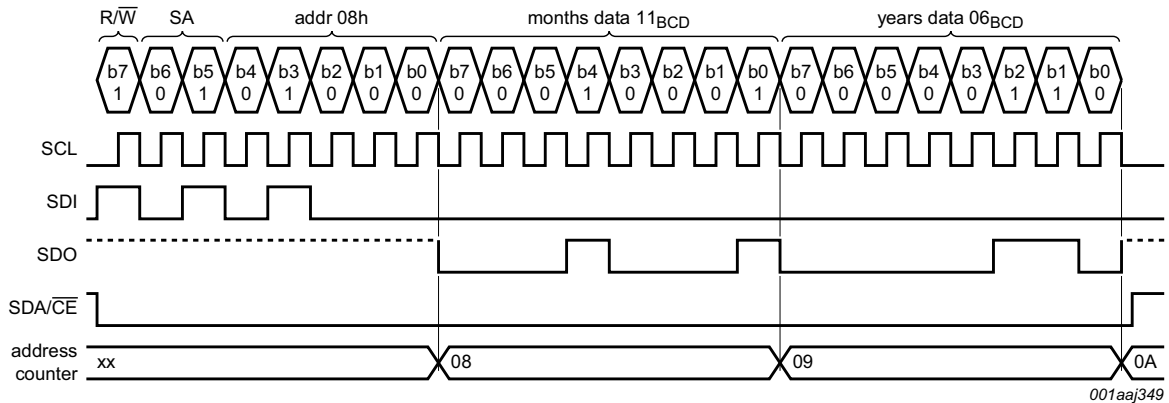 R/W SA addr 08h months data 11BCD years data 06BCD
b7 b6 b5 b4 b3 b2 b1 b0 b7 b6 b5 b4 b3 b2 b1 b0 b7 b6 b5 b4 b3 b2 b1 b0
1 0 1 0 1 0 0 0 0 0 0 1 0 0 0 1 0 0 0 0 0 1 1 0
SCL
SDI
SDO
SDA/CE
address
counter
xx 08 09 0A
001aaj349